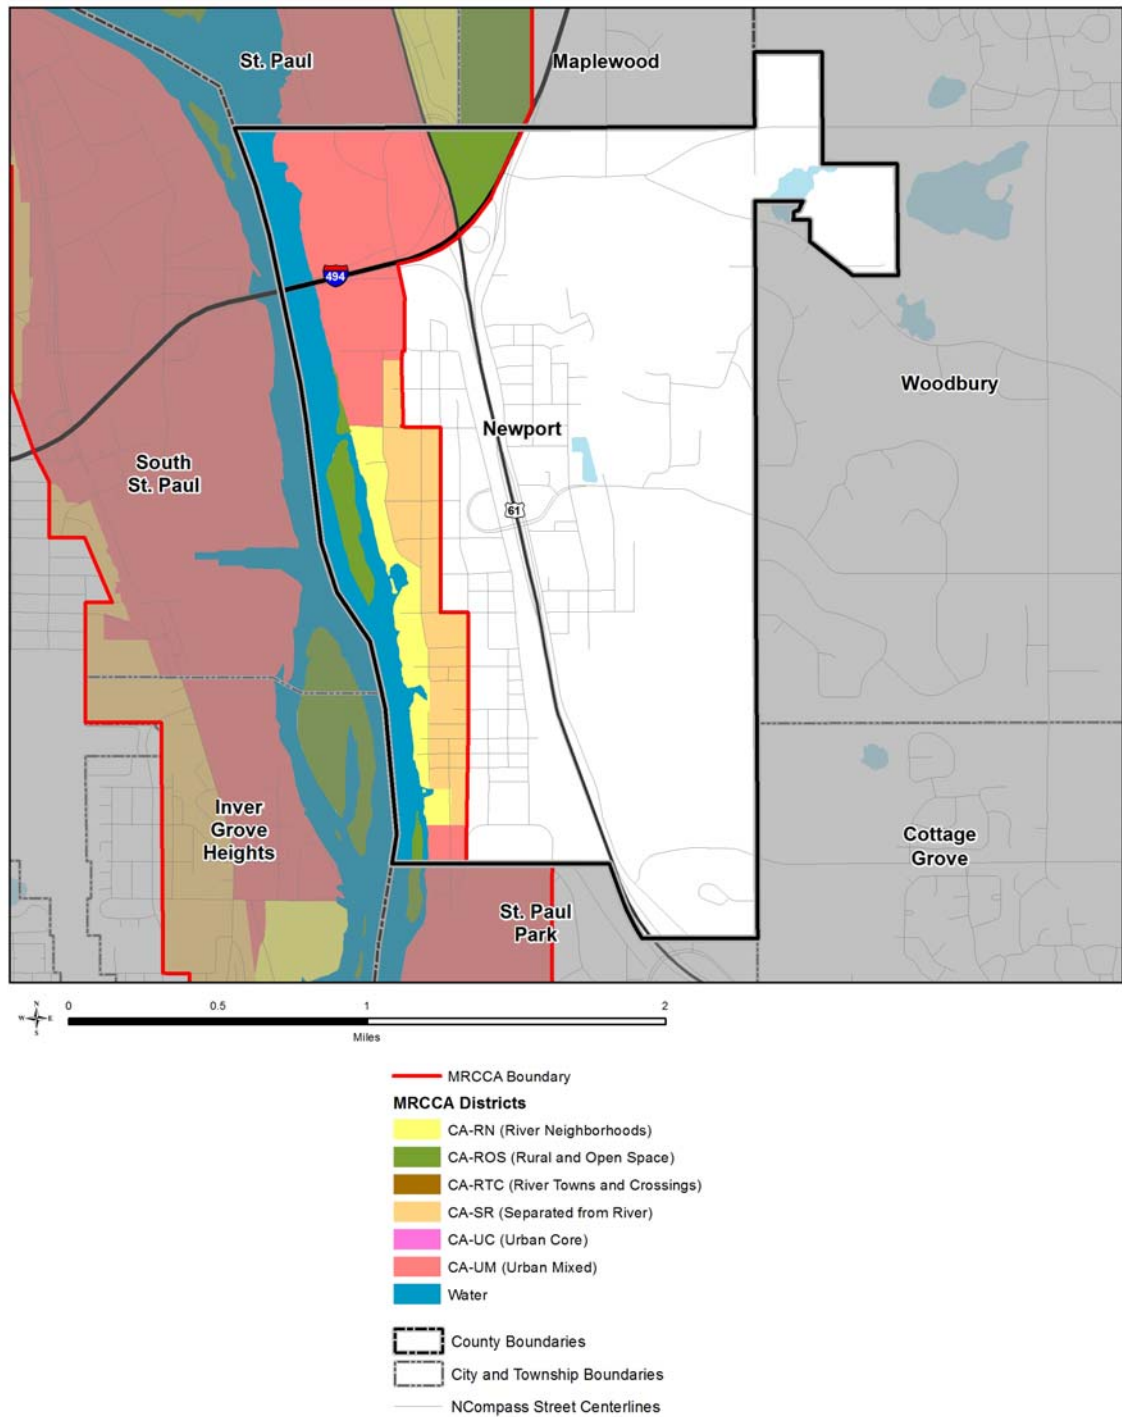 St. Paul
Maplewood
494
Woodbury
Newport
South
St. Paul
61
Inver
Grove
Heights
Cottage
Grove
St. Paul
Park
N
W E
S
0 0.5 1 2
Miles
MRCCA Boundary
MRCCA Districts
CA-RN (River Neighborhoods)
CA-ROS (Rural and Open Space)
CA-RTC (River Towns and Crossings)
CA-SR (Separated from River)
CA-UC (Urban Core)
CA-UM (Urban Mixed)
Water
County Boundaries
City and Township Boundaries
NCompass Street Centerlines